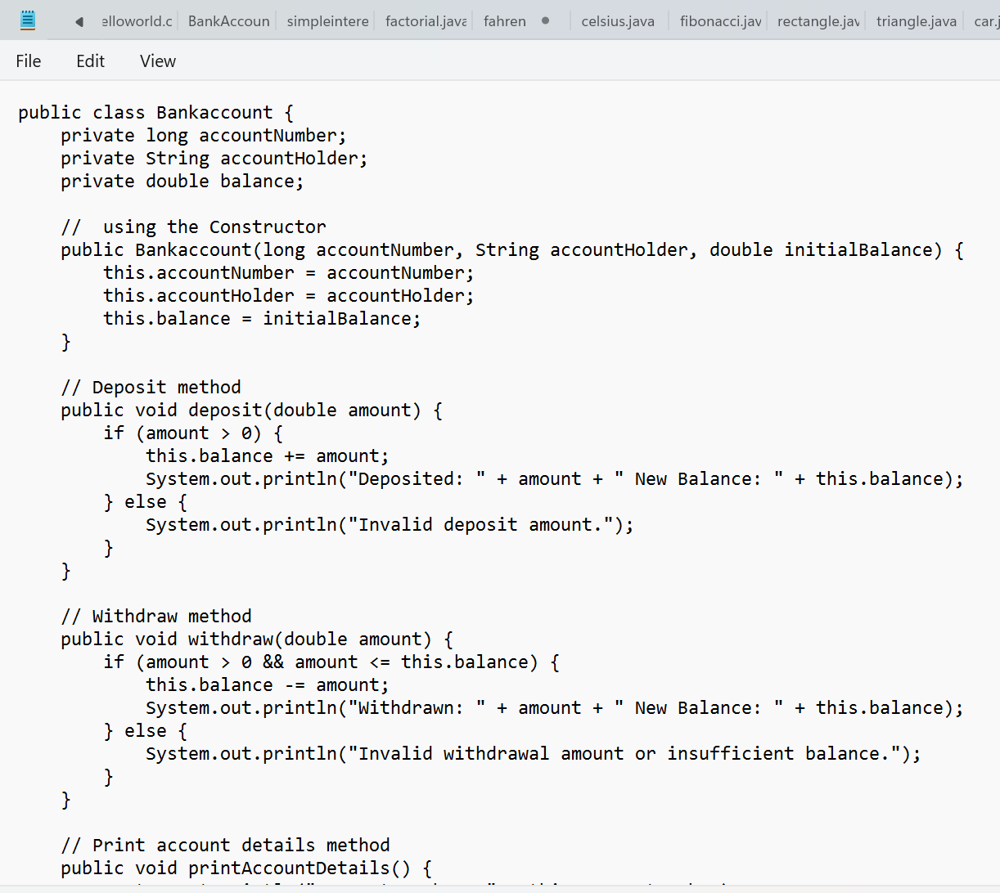 elloworld.c BankAccoun simpleintere factorial.java fahren celsius.java fibonacci.jav rectangle.jav triangle.java car.j
File Edit View
public class Bankaccount {
    private long accountNumber;
    private String accountHolder;
    private double balance;
    //  using the Constructor
    public Bankaccount(long accountNumber, String accountHolder, double initialBalance) {
        this.accountNumber = accountNumber;
        this.accountHolder = accountHolder;
        this.balance = initialBalance;
    }
    // Deposit method
    public void deposit(double amount) {
        if (amount > 0) {
            this.balance += amount;
            System.out.println("Deposited: " + amount + " New Balance: " + this.balance);
        } else {
            System.out.println("Invalid deposit amount.");
        }
    }
    // Withdraw method
    public void withdraw(double amount) {
        if (amount > 0 && amount <= this.balance) {
            this.balance -= amount;
            System.out.println("Withdrawn: " + amount + " New Balance: " + this.balance);
        } else {
            System.out.println("Invalid withdrawal amount or insufficient balance.");
        }
    }
    // Print account details method
    public void printAccountDetails() {